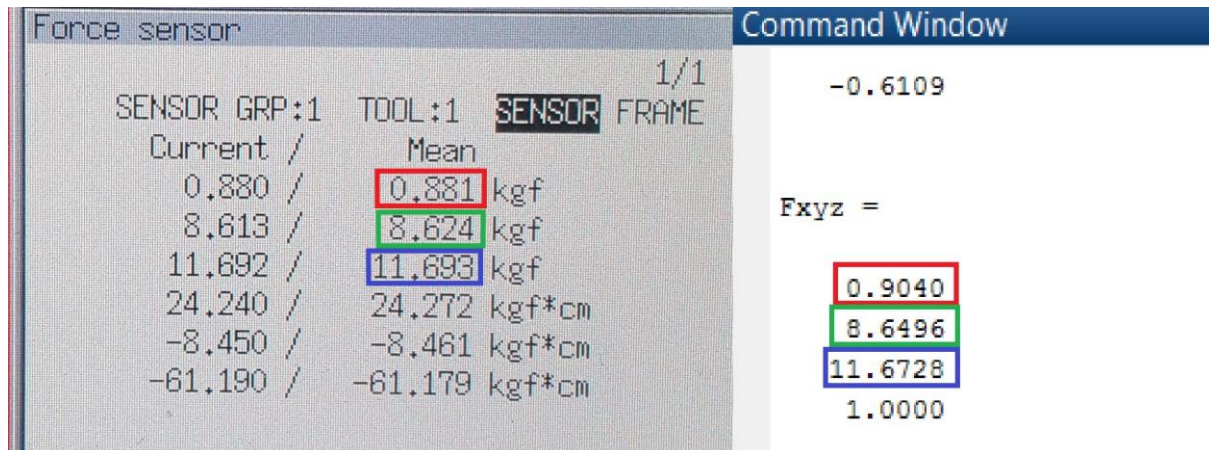 Force sensor
1/1
SENSOR GRP:1 TOOL:1 SENSOR FRAME
Current / Mean
0.880 / 0.881 kgf
8.613 / 8.624 kgf
11.692 / 11.693 kgf
24.240 / 24.272 kgf*cm
-8.450 / -8.461 kgf*cm
-61.190 / -61.179 kgf*cm
Command Window
-0.6109
Fxyz =
0.9040
8.6496
11.6728
1.0000